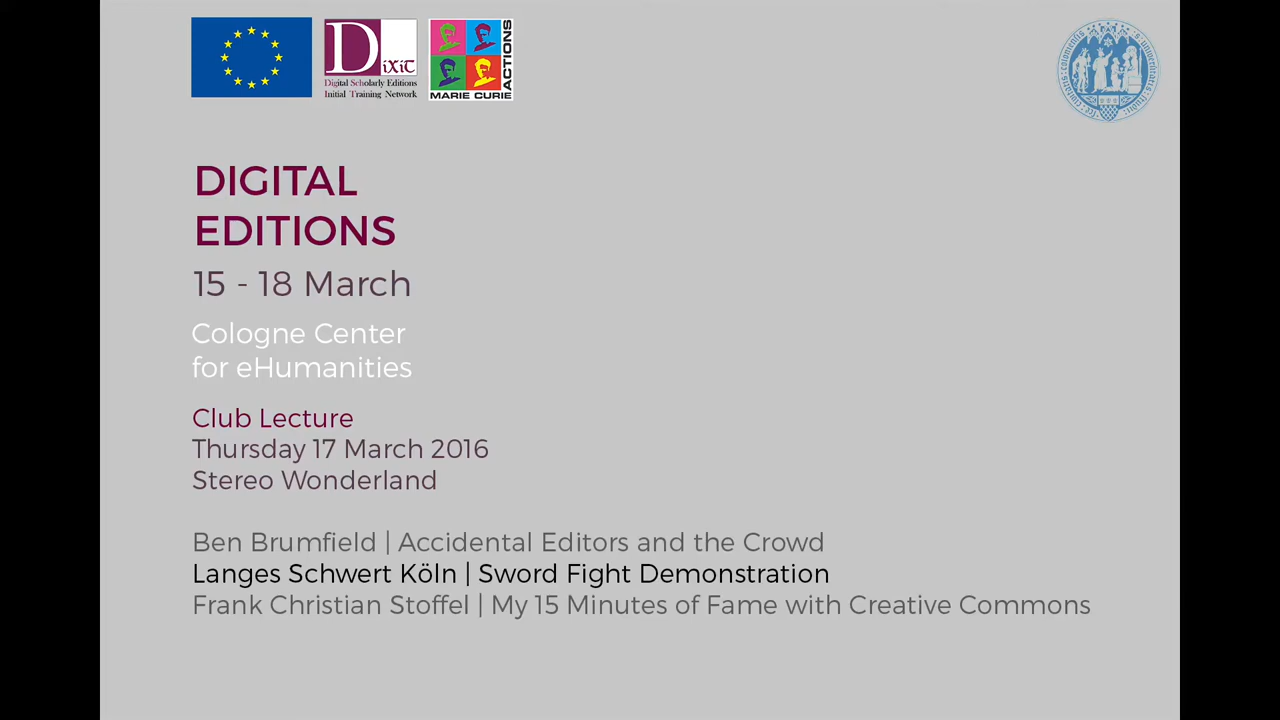 DiXiT
Digital Scholarly Editions
Initial Training Network
MARIE CURIE
ACTIONS
DIGITAL
EDITIONS
15 - 18 March
Cologne Center
for eHumanities
Club Lecture
Thursday 17 March 2016
Stereo Wonderland
Ben Brumfield | Accidental Editors and the Crowd
Langes Schwert Köln | Sword Fight Demonstration
Frank Christian Stoffel | My 15 Minutes of Fame with Creative Commons